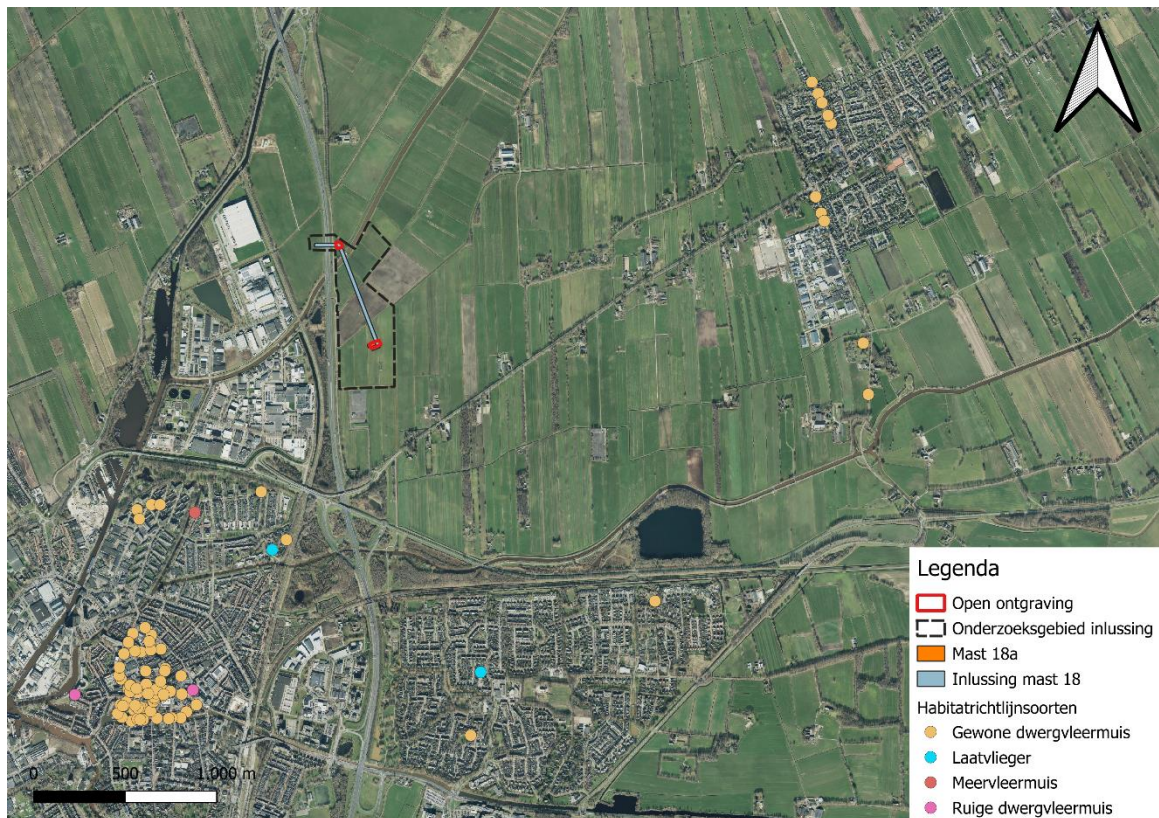 Legenda
Open ontgraving
Onderzoeksgebied inlussing
Mast 18a
Inlussing mast 18
Habitatrichtlijnsoorten
Gewone dwergvleermuis
Laatvlieger
Meervleermuis
Ruige dwergvleermuis
0 500 1.000 m